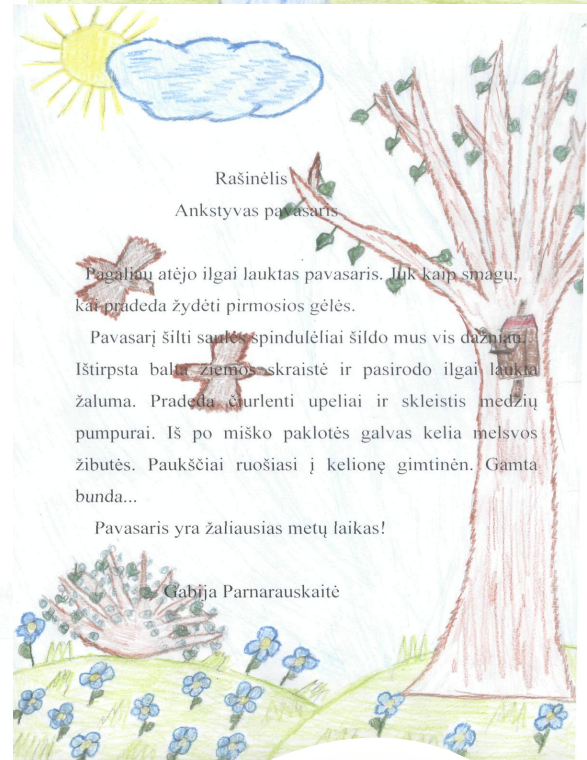 Rašinėlis
Ankstyvas pavasaris
Pagaliau atėjo ilgai lauktas pavasaris. Juk kaip smagu,
kai pradeda žydėti pirmosios gėlės.
Pavasarį šilti saulės spindulėliai šildo mus vis dažniau.
Ištirpsta balta žiemos skraistė ir pasirodo ilgai laukta
žaluma. Pradeda čiurlenti upeliai ir skleistis medžių
pumpurai. Iš po miško paklotės galvas kelia melsvos
žibutės. Paukščiai ruošiasi į kelionę gimtinėn. Gamta
bunda...
Pavasaris yra žaliausias metų laikas!
Gabija Parnarauskaitė